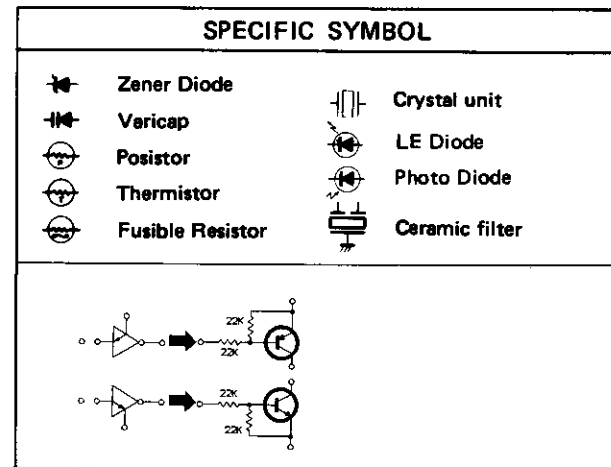 SPECIFIC SYMBOL
Zener Diode
Varicap
Posistor
Thermistor
Fusible Resistor
Crystal unit
LE Diode
Photo Diode
Ceramic filter
22K
22K
22K
22K